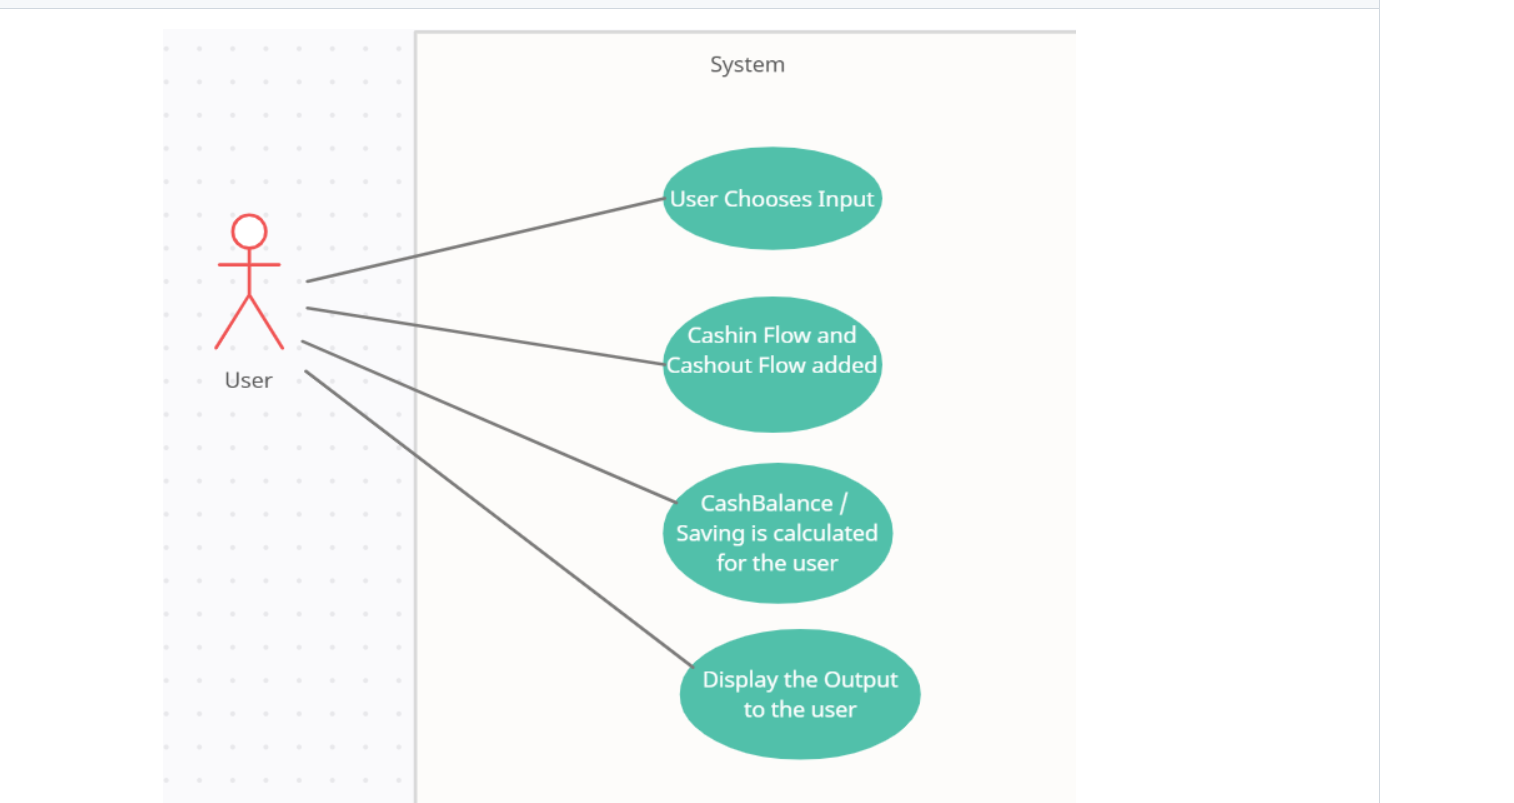 System
User Chooses Input
Cashin Flow and
Cashout Flow added
User
CashBalance /
Saving is calculated
for the user
Display the Output
to the user